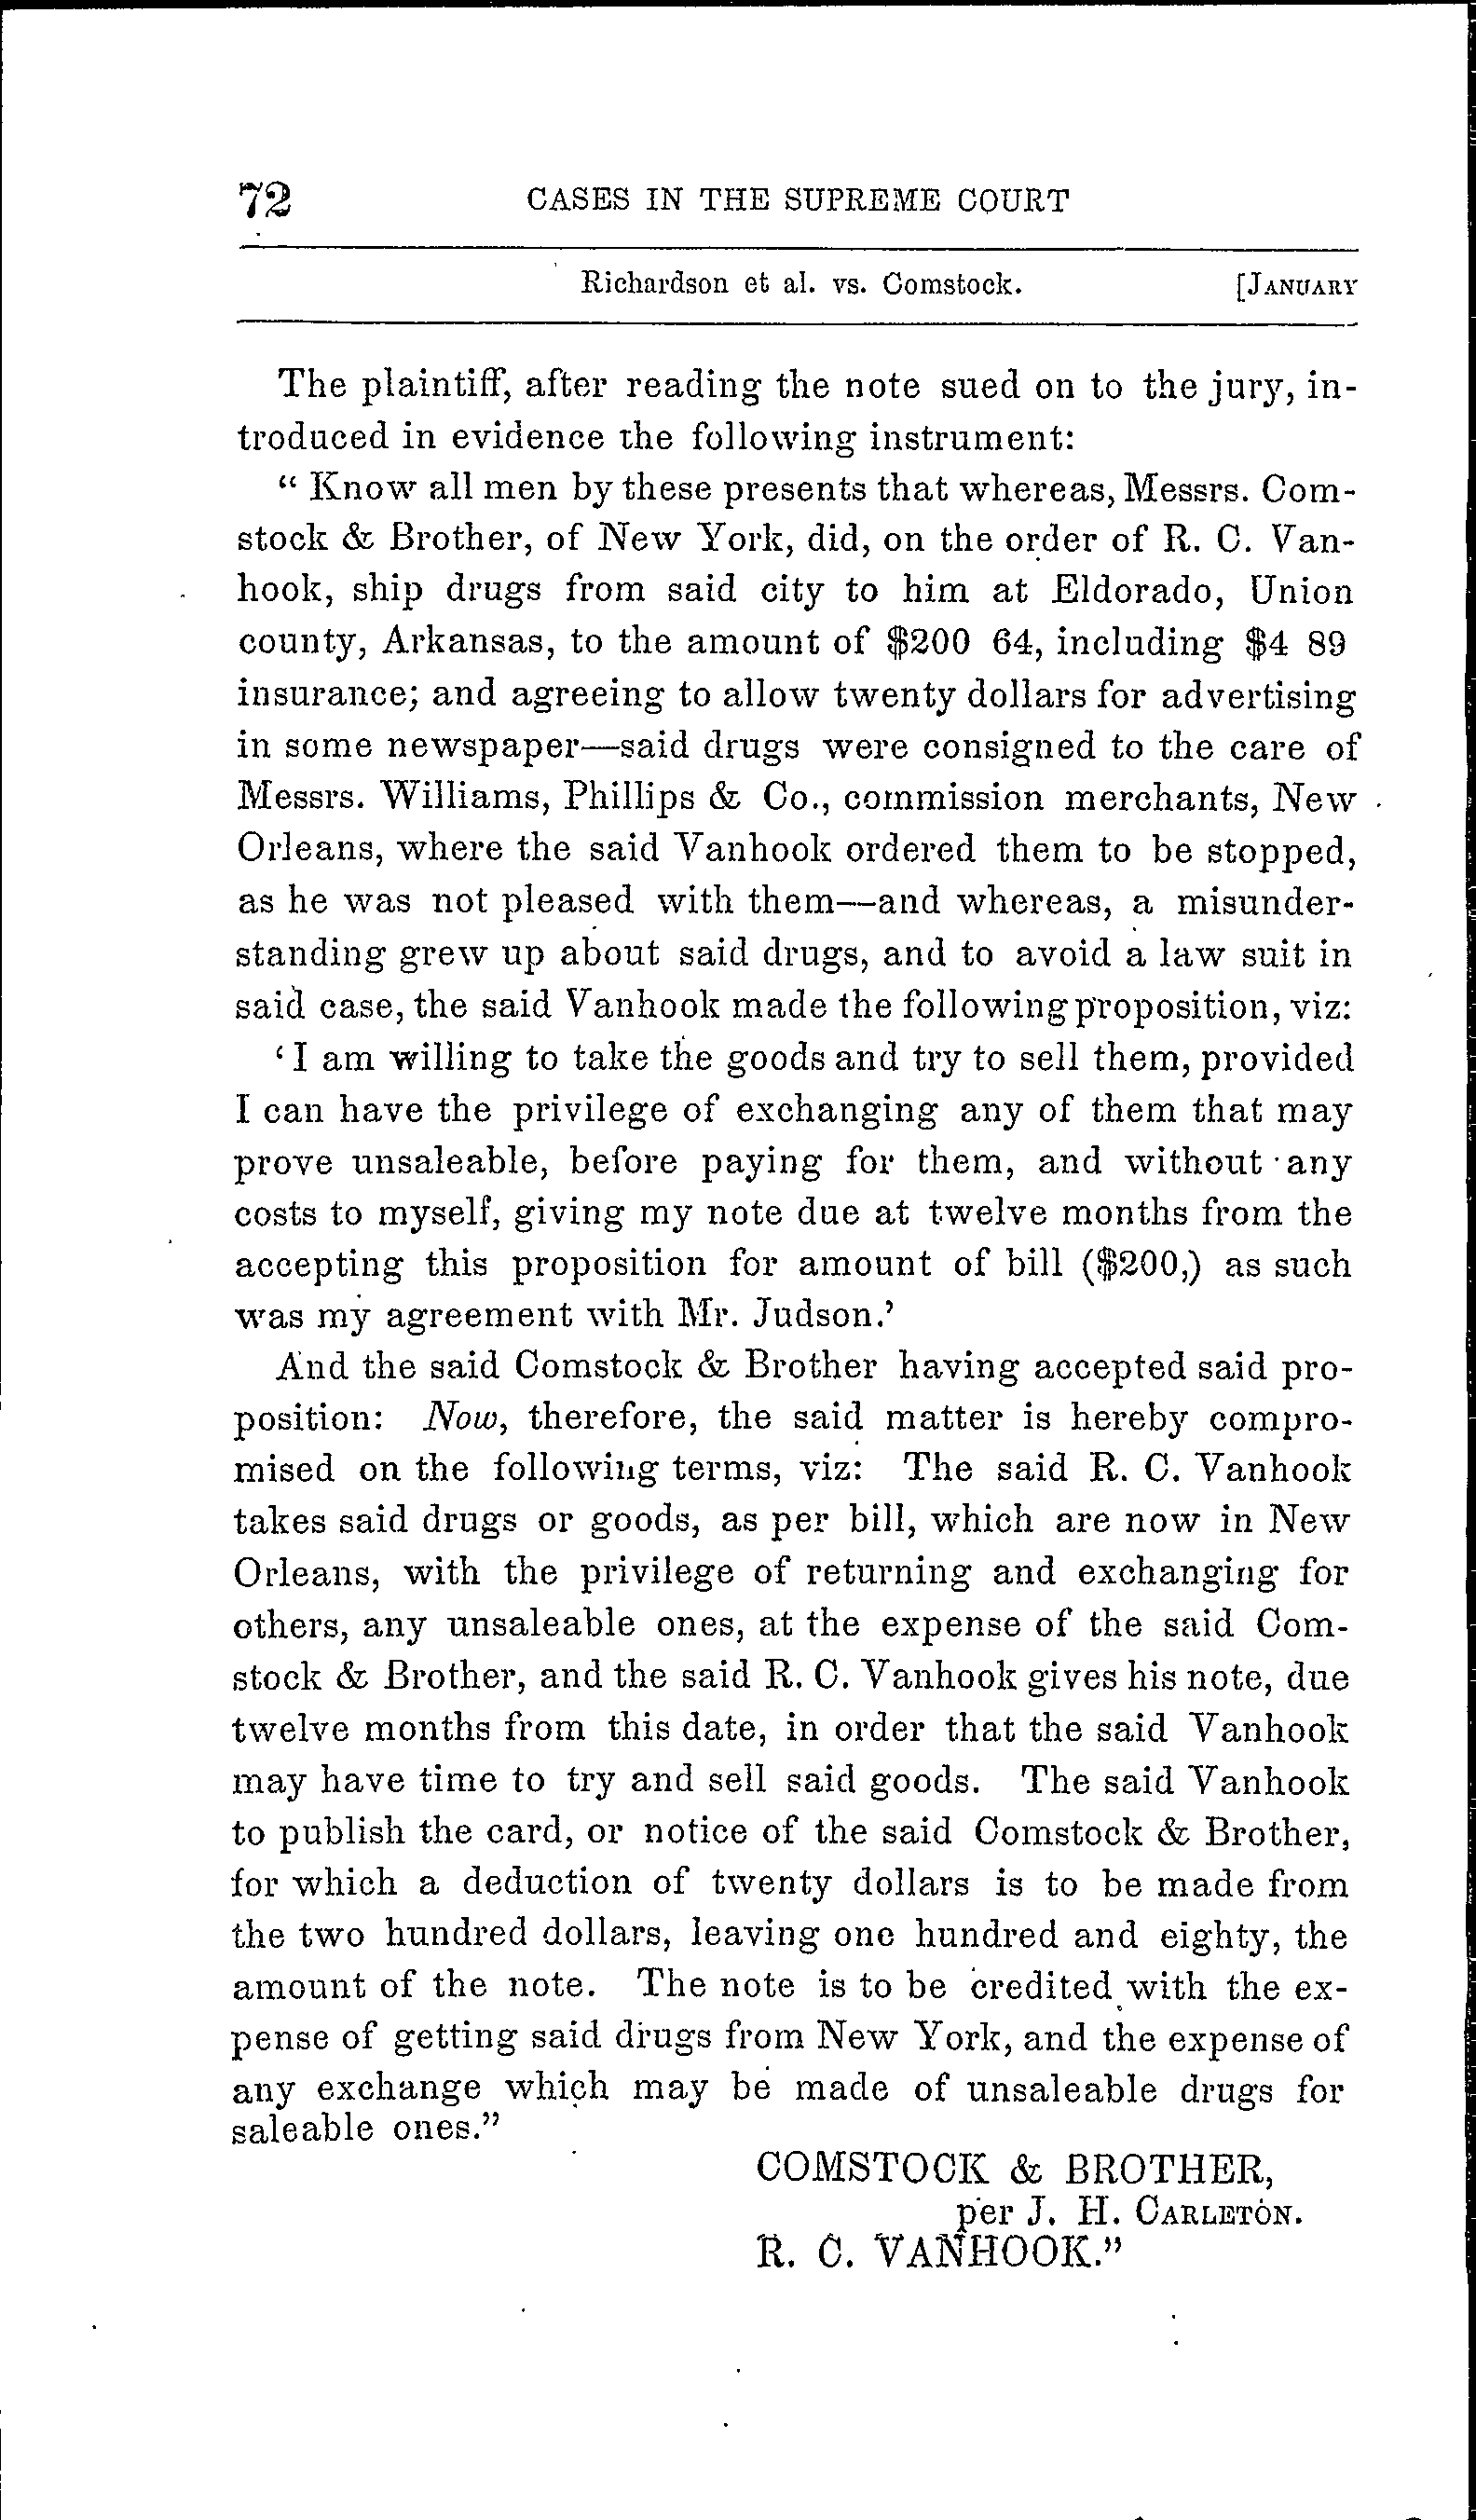 72 CASES IN THE SUPREME COURT
Richardson et al. vs. Comstock. [JANUARY
The plaintiff, after reading the note sued on to the jury, in-
troduced in evidence the following instrument:
“ Know all men by these presents that whereas, Messrs. Com-
stock & Brother, of New York, did, on the order of R. C. Van-
hook, ship drugs from said city to him at Eldorado, Union
county, Arkansas, to the amount of $200 64, including $4 89
insurance; and agreeing to allow twenty dollars for advertising
in some newspaper—said drugs were consigned to the care of
Messrs. Williams, Phillips & Co., commission merchants, New
Orleans, where the said Vanhook ordered them to be stopped,
as he was not pleased with them—and whereas, a misunder-
standing grew up about said drugs, and to avoid a law suit in
said case, the said Vanhook made the following proposition, viz:
‘ I am willing to take the goods and try to sell them, provided
I can have the privilege of exchanging any of them that may
prove unsaleable, before paying for them, and without any
costs to myself, giving my note due at twelve months from the
accepting this proposition for amount of bill ($200,) as such
was my agreement with Mr. Judson.’
And the said Comstock & Brother having accepted said pro-
position: Now, therefore, the said matter is hereby compro-
mised on the following terms, viz: The said R. C. Vanhook
takes said drugs or goods, as per bill, which are now in New
Orleans, with the privilege of returning and exchanging for
others, any unsaleable ones, at the expense of the said Com-
stock & Brother, and the said R. C. Vanhook gives his note, due
twelve months from this date, in order that the said Vanhook
may have time to try and sell said goods. The said Vanhook
to publish the card, or notice of the said Comstock & Brother,
for which a deduction of twenty dollars is to be made from
the two hundred dollars, leaving one hundred and eighty, the
amount of the note. The note is to be credited with the ex-
pense of getting said drugs from New York, and the expense of
any exchange which may be made of unsaleable drugs for
saleable ones.”
COMSTOCK & BROTHER,
per J. H. CARLETON.
R. C. VANHOOK.”